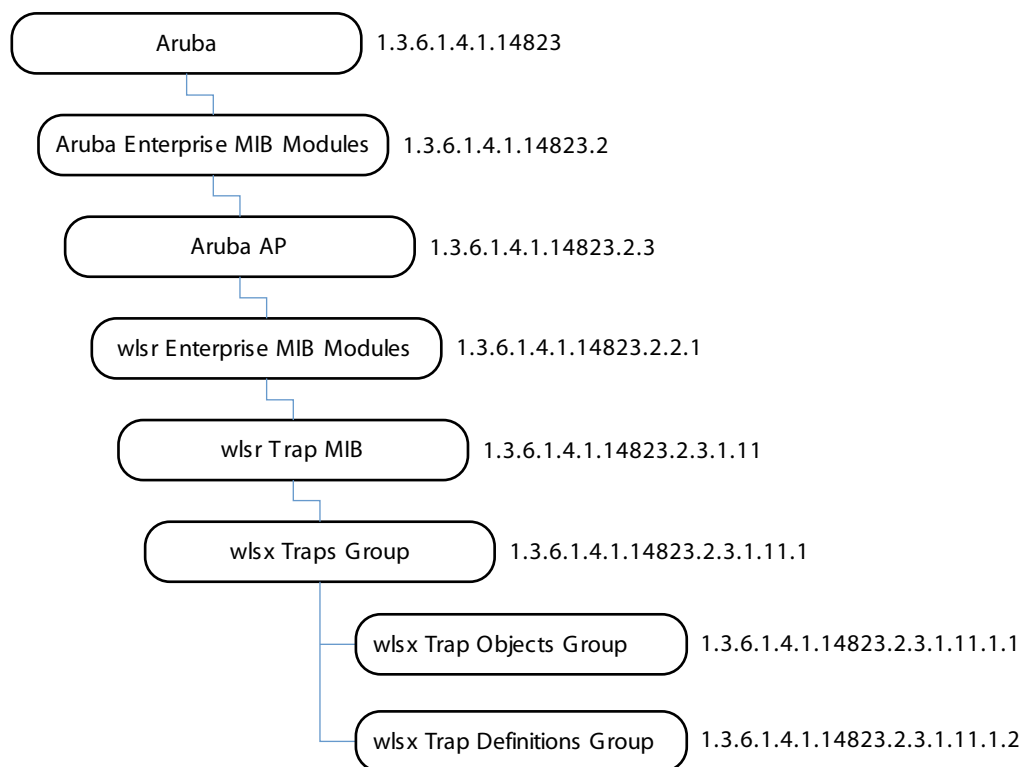 Aruba 1.3.6.1.4.1.14823
Aruba Enterprise MIB Modules 1.3.6.1.4.1.14823.2
Aruba AP 1.3.6.1.4.1.14823.2.3
wlsr Enterprise MIB Modules 1.3.6.1.4.1.14823.2.2.1
wlsr Trap MIB 1.3.6.1.4.1.14823.2.3.1.11
wlsx Traps Group 1.3.6.1.4.1.14823.2.3.1.11.1
wlsx Trap Objects Group 1.3.6.1.4.1.14823.2.3.1.11.1.1
wlsx Trap Definitions Group 1.3.6.1.4.1.14823.2.3.1.11.1.2